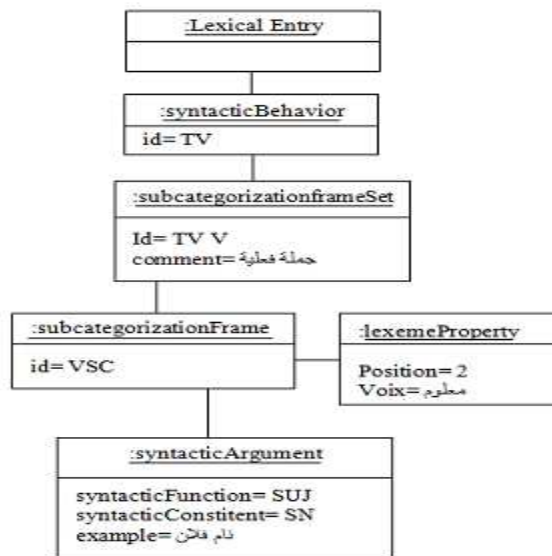 :Lexical Entry
:syntacticBehavior
id= TV
:subcategorizationframeSet
Id= TV V
comment= جملة فعلية
:subcategorizationFrame
id= VSC
:lexemeProperty
Position= 2
Voix= معلوم
:syntacticArgument
syntacticFunction= SUJ
syntacticConstitent= SN
example= نام فلان